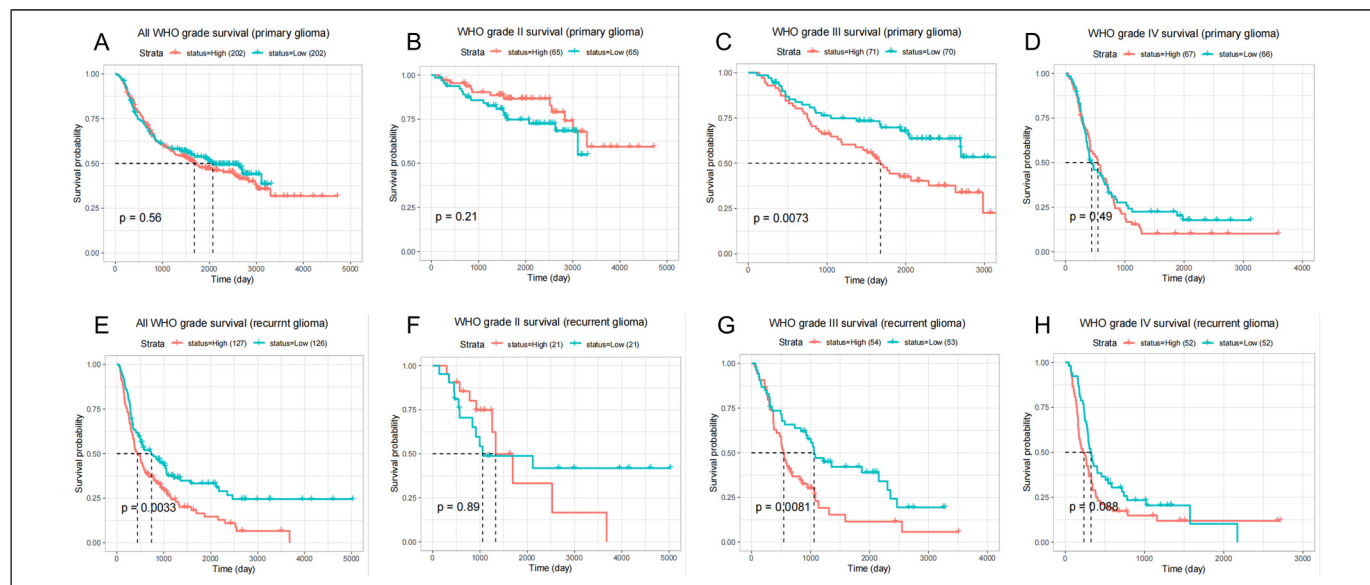 A
All WHO grade survival (primary glioma)
Strata status=High (202) status=Low (202)
Survival probability
1.00
0.75
0.50
0.25
0.00
p = 0.56
0 1000 2000 3000 4000 5000
Time (day)
B
WHO grade II survival (primary glioma)
Strata status=High (65) status=Low (65)
Survival probability
1.00
0.75
0.50
0.25
0.00
p = 0.21
0 1000 2000 3000 4000 5000
Time (day)
C
WHO grade III survival (primary glioma)
Strata status=High (71) status=Low (70)
Survival probability
1.00
0.75
0.50
0.25
0.00
p = 0.0073
0 1000 2000 3000
Time (day)
D
WHO grade IV survival (primary glioma)
Strata status=High (67) status=Low (66)
Survival probability
1.00
0.75
0.50
0.25
0.00
p = 0.49
0 1000 2000 3000 4000
Time (day)
E
All WHO grade survival (recurrnt glioma)
Strata status=High (127) status=Low (126)
Survival probability
1.00
0.75
0.50
0.25
0.00
p = 0.0033
0 1000 2000 3000 4000 5000
Time (day)
F
WHO grade II survival (recurrent glioma)
Strata status=High (21) status=Low (21)
Survival probability
1.00
0.75
0.50
0.25
0.00
p = 0.89
0 1000 2000 3000 4000 5000
Time (day)
G
WHO grade III survival (recurrent glioma)
Strata status=High (54) status=Low (53)
Survival probability
1.00
0.75
0.50
0.25
0.00
p = 0.0081
0 1000 2000 3000 4000
Time (day)
H
WHO grade IV survival (recurrent glioma)
Strata status=High (52) status=Low (52)
Survival probability
1.00
0.75
0.50
0.25
0.00
p = 0.088
0 1000 2000 3000
Time (day)